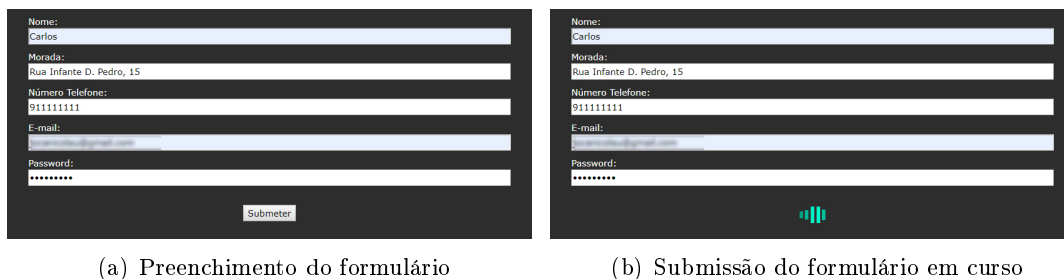 Nome:
Carlos
Morada:
Rua Infante D. Pedro, 15
Número Telefone:
911111111
E-mail:
Password:
•••••••••
Submeter
(a) Preenchimento do formulário
Nome:
Carlos
Morada:
Rua Infante D. Pedro, 15
Número Telefone:
911111111
E-mail:
Password:
•••••••••
(b) Submissão do formulário em curso